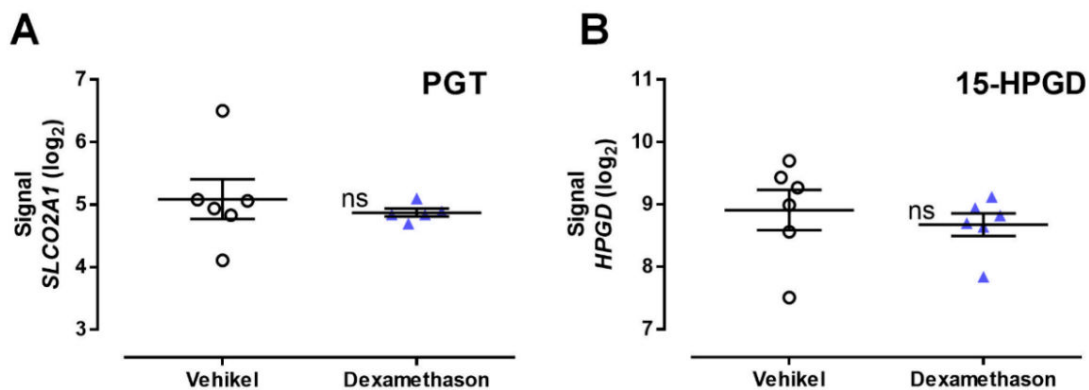 A
PGT
Signal
SLCO2A1 (log₂)
7
6
5
4
3
ns
Vehikel
Dexamethason
B
15-HPGD
Signal
HPGD (log₂)
11
10
9
8
7
ns
Vehikel
Dexamethason